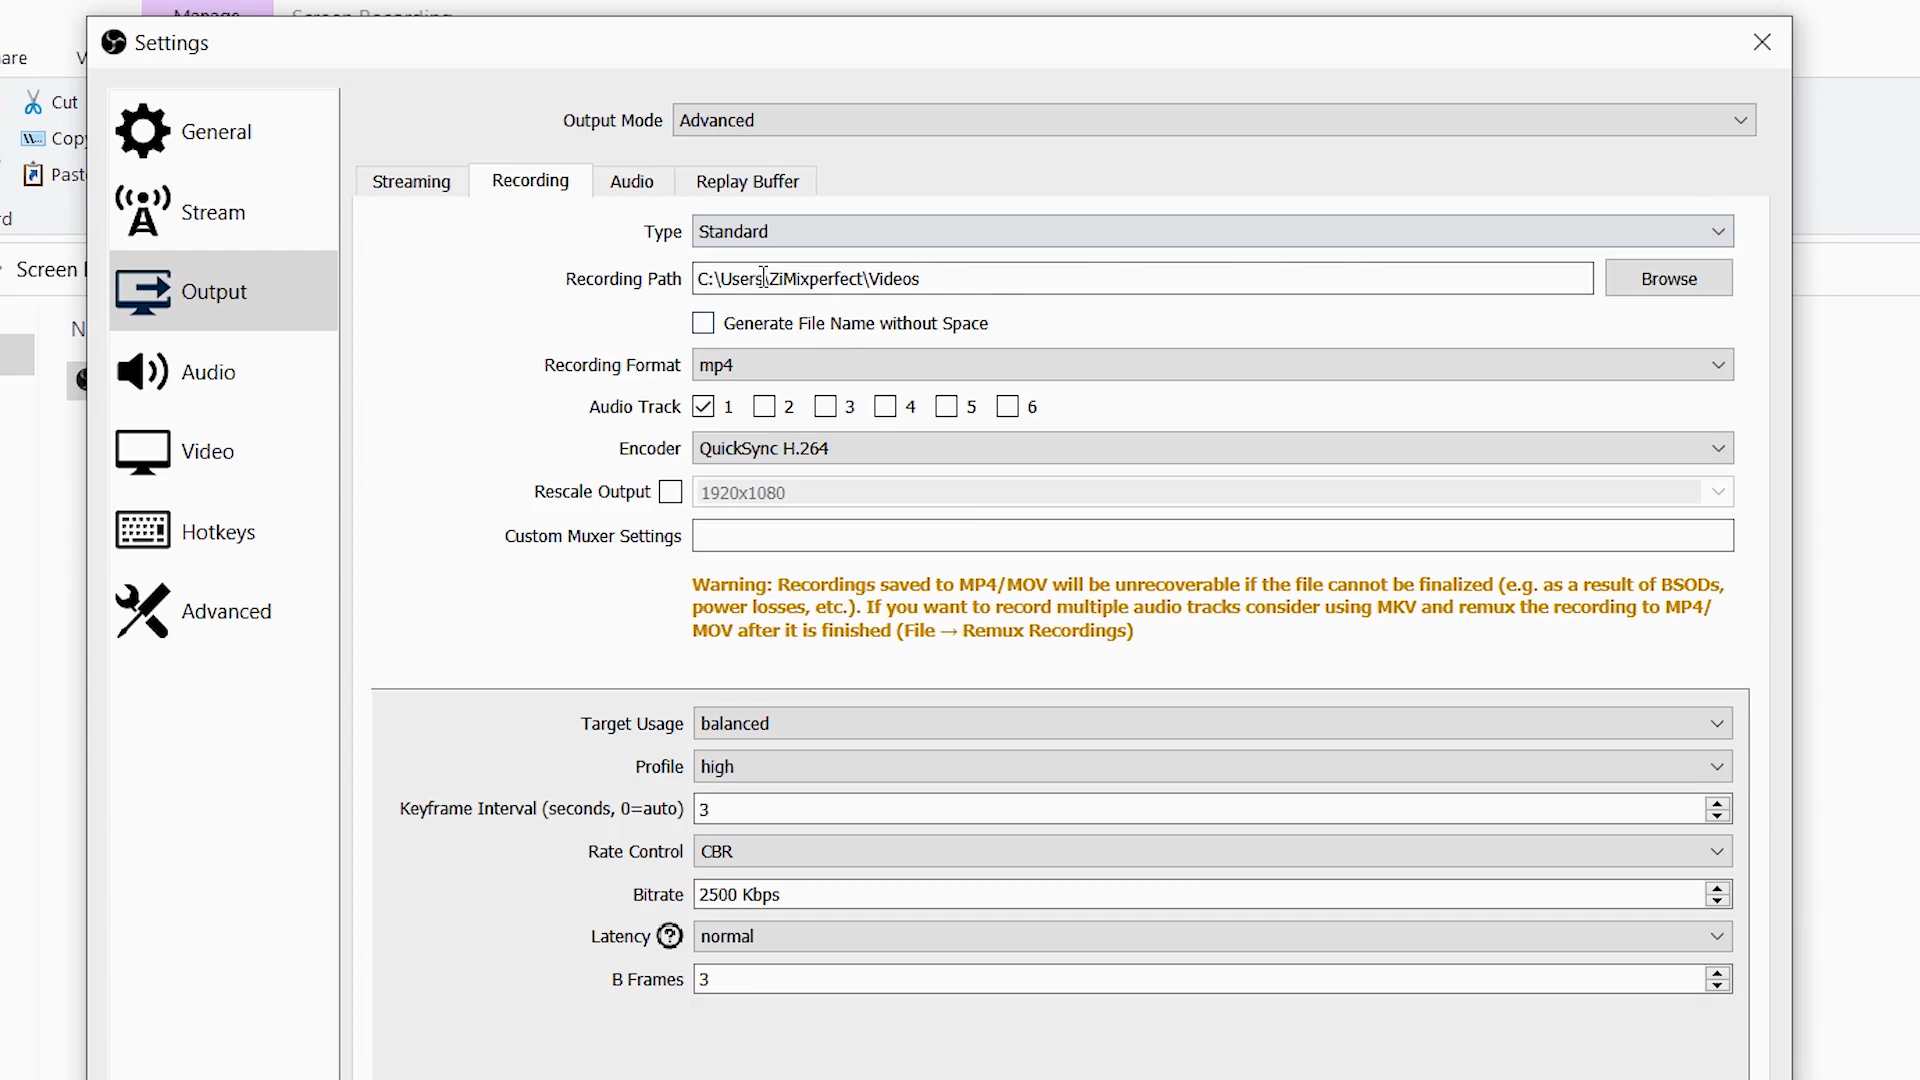 Manage
Screen Recording
Settings
are
V
Cut
Copy
Paste
d
Screen
N
General
Stream
Output
Audio
Video
Hotkeys
Advanced
Output Mode Advanced
Streaming Recording Audio Replay Buffer
Type Standard
Recording Path C:\Users\ZiMixperfect\Videos Browse
Generate File Name without Space
Recording Format mp4
Audio Track 1 2 3 4 5 6
Encoder QuickSync H.264
Rescale Output 1920x1080
Custom Muxer Settings
Warning: Recordings saved to MP4/MOV will be unrecoverable if the file cannot be finalized (e.g. as a result of BSODs,
power losses, etc.). If you want to record multiple audio tracks consider using MKV and remux the recording to MP4/
MOV after it is finished (File → Remux Recordings)
Target Usage balanced
Profile high
Keyframe Interval (seconds, 0=auto) 3
Rate Control CBR
Bitrate 2500 Kbps
Latency ? normal
B Frames 3